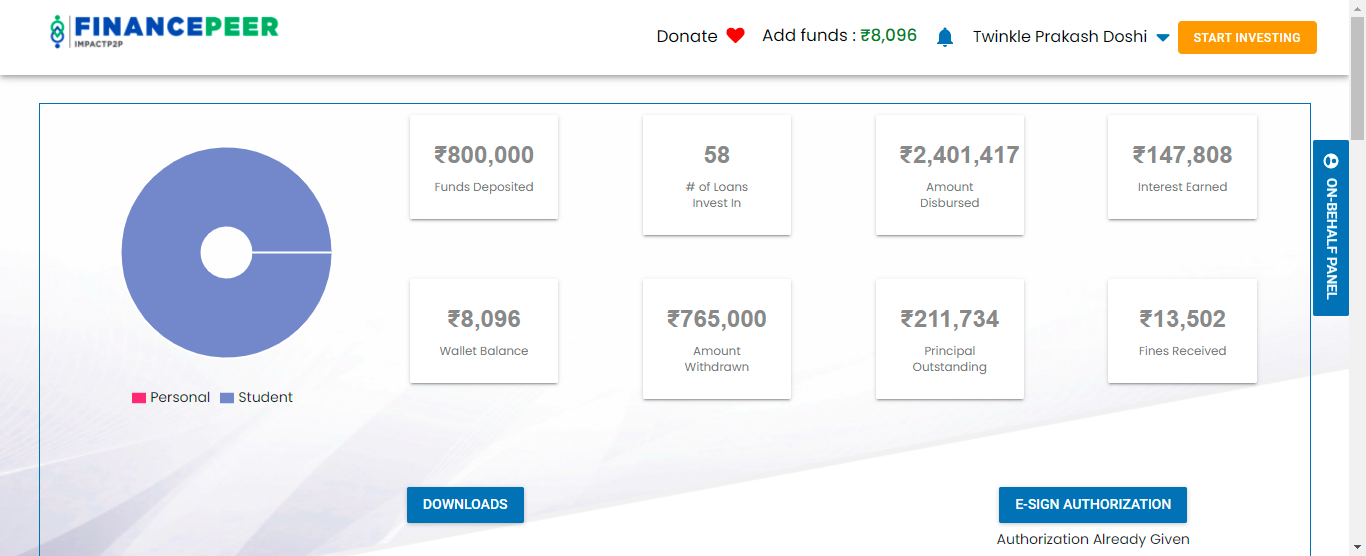 FINANCEPEER
IMPACTP2P
Donate Add funds : ₹8,096 Twinkle Prakash Doshi START INVESTING
₹800,000
Funds Deposited
58
# of Loans
Invest In
₹2,401,417
Amount
Disbursed
₹147,808
Interest Earned
ON-BEHALF PANEL
₹8,096
Wallet Balance
₹765,000
Amount
Withdrawn
₹211,734
Principal
Outstanding
₹13,502
Fines Received
Personal Student
DOWNLOADS
E-SIGN AUTHORIZATION
Authorization Already Given